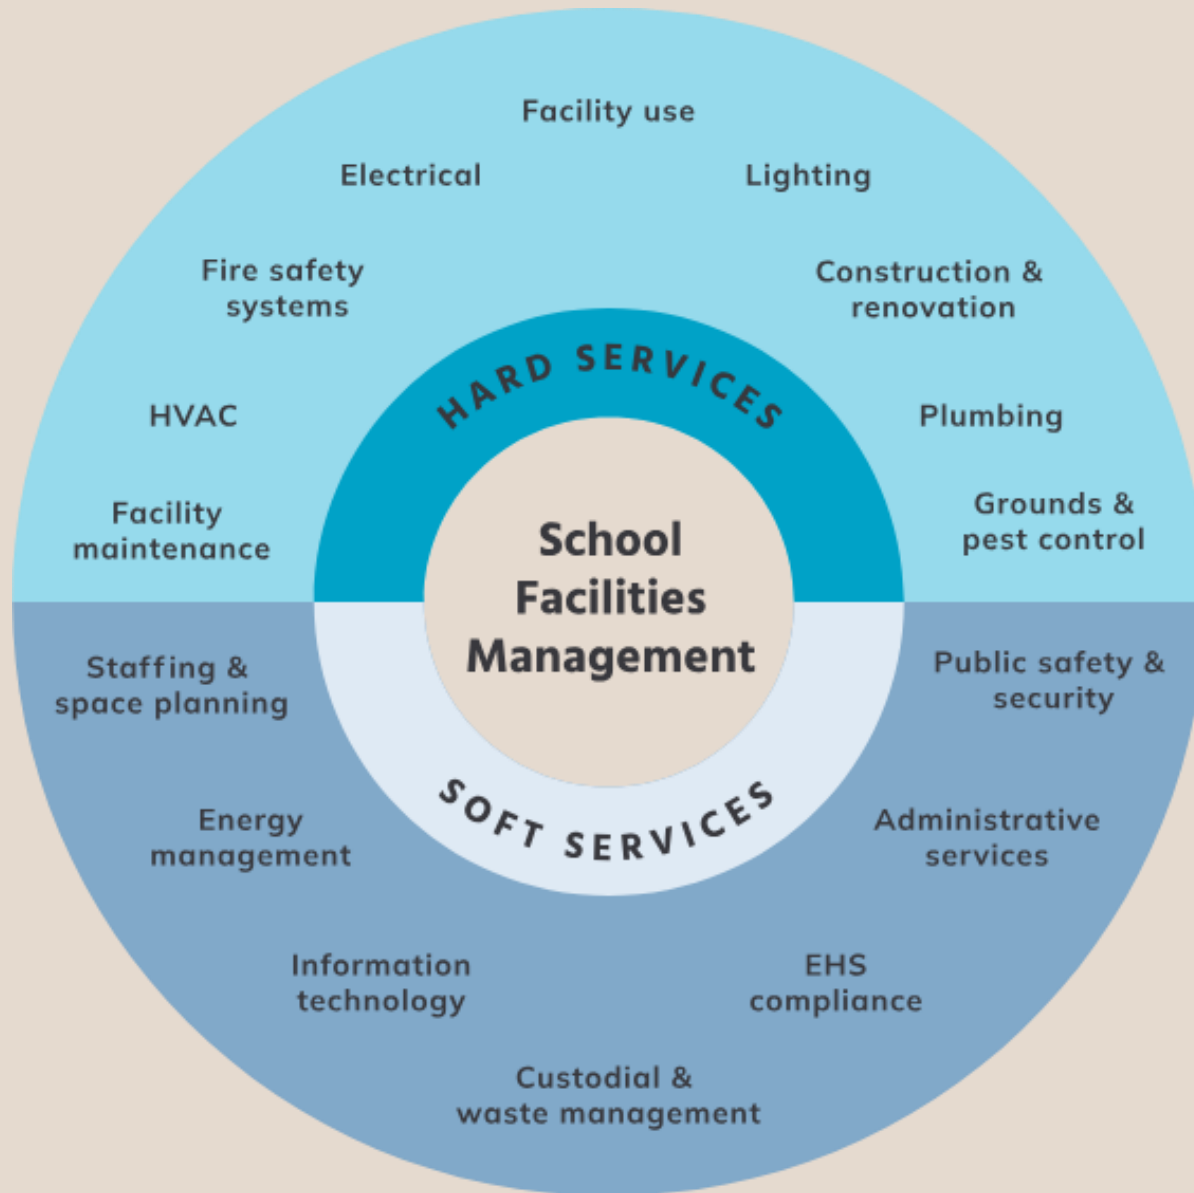 Facility use
Electrical
Lighting
Fire safety
systems
Construction &
renovation
HVAC
Plumbing
Facility
maintenance
Grounds &
pest control
HARD SERVICES
School
Facilities
Management
SOFT SERVICES
Staffing &
space planning
Public safety &
security
Energy
management
Administrative
services
Information
technology
EHS
compliance
Custodial &
waste management